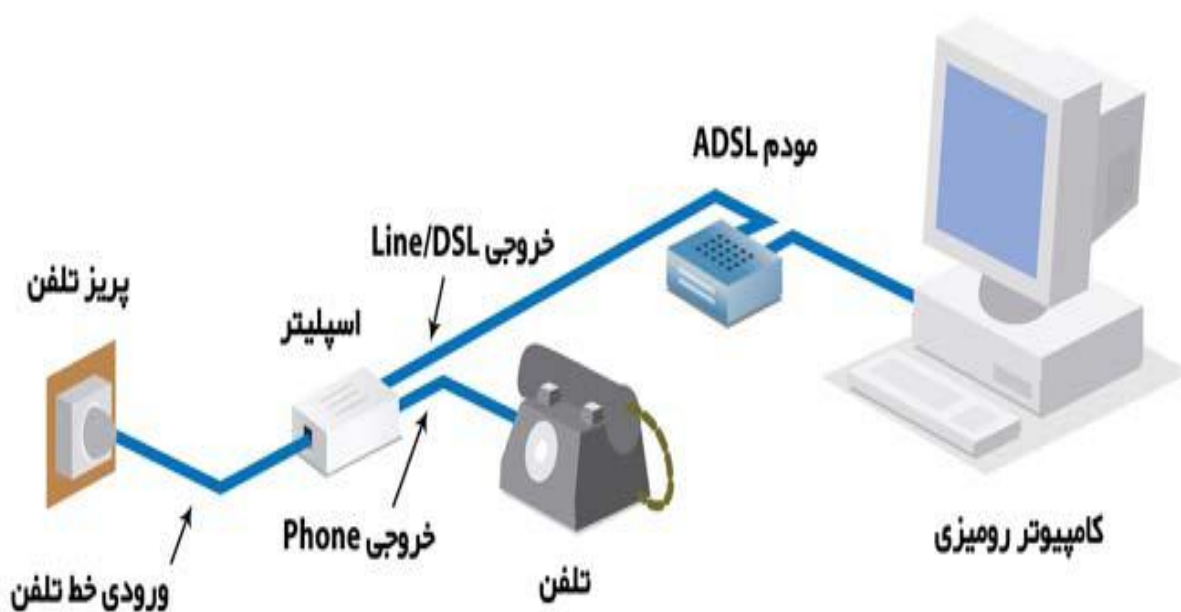 مودم ADSL
خروجی Line/DSL
پریز تلفن
اسپلیتر
خروجی Phone
کامپیوتر رومیزی
تلفن
ورودی خط تلفن